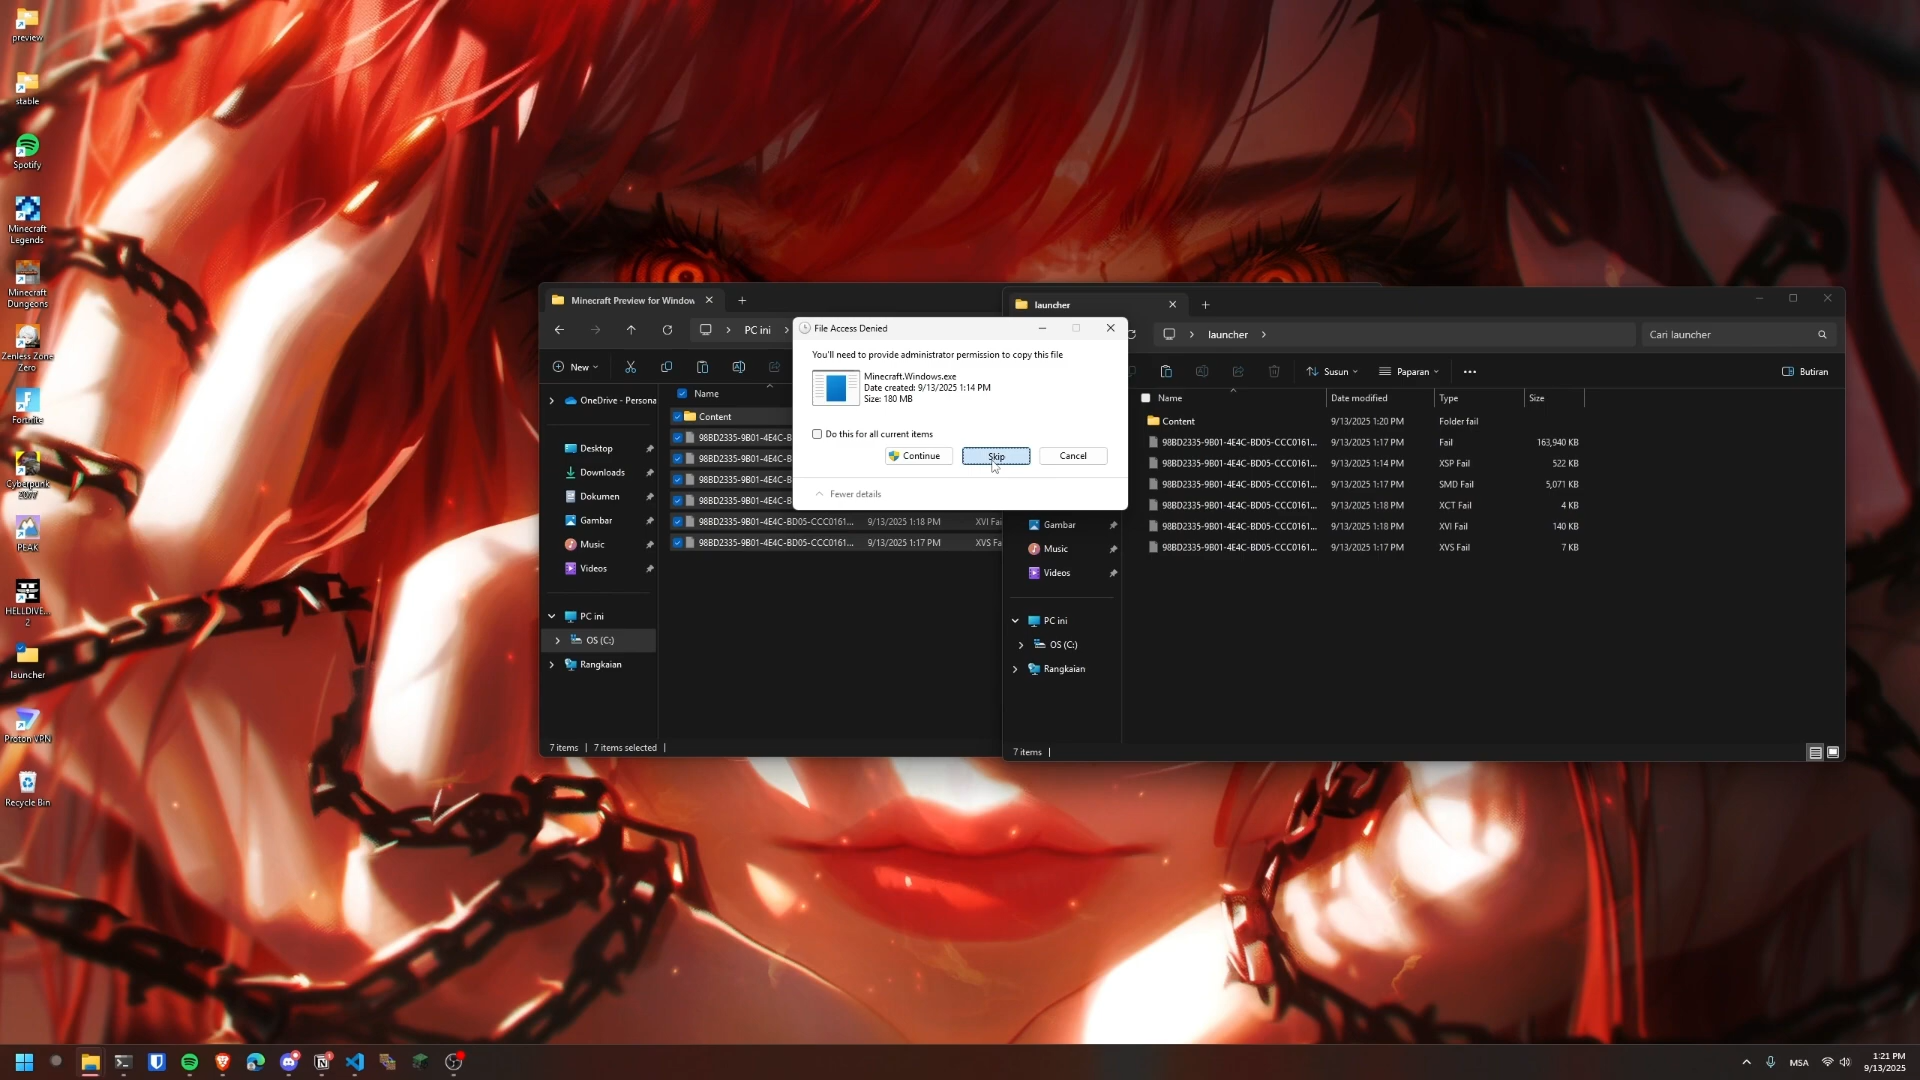 preview
stable
Spotify
Minecraft
Legends
Minecraft
Dungeons
Zenless Zone
Zero
Fortnite
Cyberpunk
2077
PEAK
HELLDIVE...
2
launcher
Proton VPN
Recycle Bin
Minecraft Preview for Window
PC ini
New
OneDrive - Persona
Desktop
Downloads
Dokumen
Gambar
Music
Videos
PC ini
OS (C:)
Rangkaian
Name
Content
98BD2335-9B01-4E4C-B
98BD2335-9B01-4E4C-B
98BD2335-9B01-4E4C-B
98BD2335-9B01-4E4C-B
98BD2335-9B01-4E4C-BD05-CCC0161... 9/13/2025 1:18 PM XVI Fai
98BD2335-9B01-4E4C-BD05-CCC0161... 9/13/2025 1:17 PM XVS Fa
7 items 7 items selected
File Access Denied
You'll need to provide administrator permission to copy this file
Minecraft.Windows.exe
Date created: 9/13/2025 1:14 PM
Size: 180 MB
Do this for all current items
Continue Skip Cancel
Fewer details
launcher
launcher
Cari launcher
Susun Paparan Butiran
Gambar
Music
Videos
PC ini
OS (C:)
Rangkaian
Name Date modified Type Size
Content 9/13/2025 1:20 PM Folder fail
98BD2335-9B01-4E4C-BD05-CCC0161... 9/13/2025 1:17 PM Fail 163,940 KB
98BD2335-9B01-4E4C-BD05-CCC0161... 9/13/2025 1:14 PM XSP Fail 522 KB
98BD2335-9B01-4E4C-BD05-CCC0161... 9/13/2025 1:17 PM SMD Fail 5,071 KB
98BD2335-9B01-4E4C-BD05-CCC0161... 9/13/2025 1:18 PM XCT Fail 4 KB
98BD2335-9B01-4E4C-BD05-CCC0161... 9/13/2025 1:18 PM XVI Fail 140 KB
98BD2335-9B01-4E4C-BD05-CCC0161... 9/13/2025 1:17 PM XVS Fail 7 KB
7 items
MSA
1:21 PM
9/13/2025